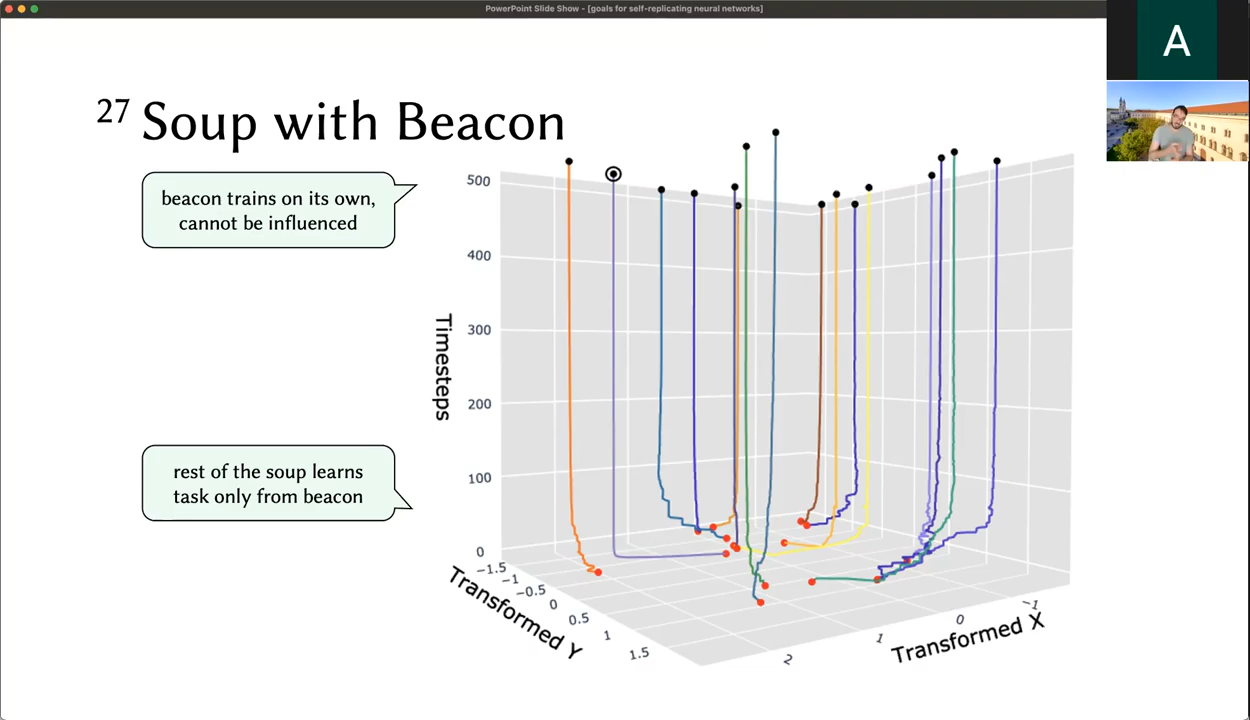 PowerPoint Slide Show - [goals for self-replicating neural networks]
A
27 Soup with Beacon
beacon trains on its own,
cannot be influenced
rest of the soup learns
task only from beacon
Timesteps
500
400
300
200
100
0
−1.5
−1
−0.5
0
0.5
1
1.5
Transformed Y
2
1
0
−1
Transformed X